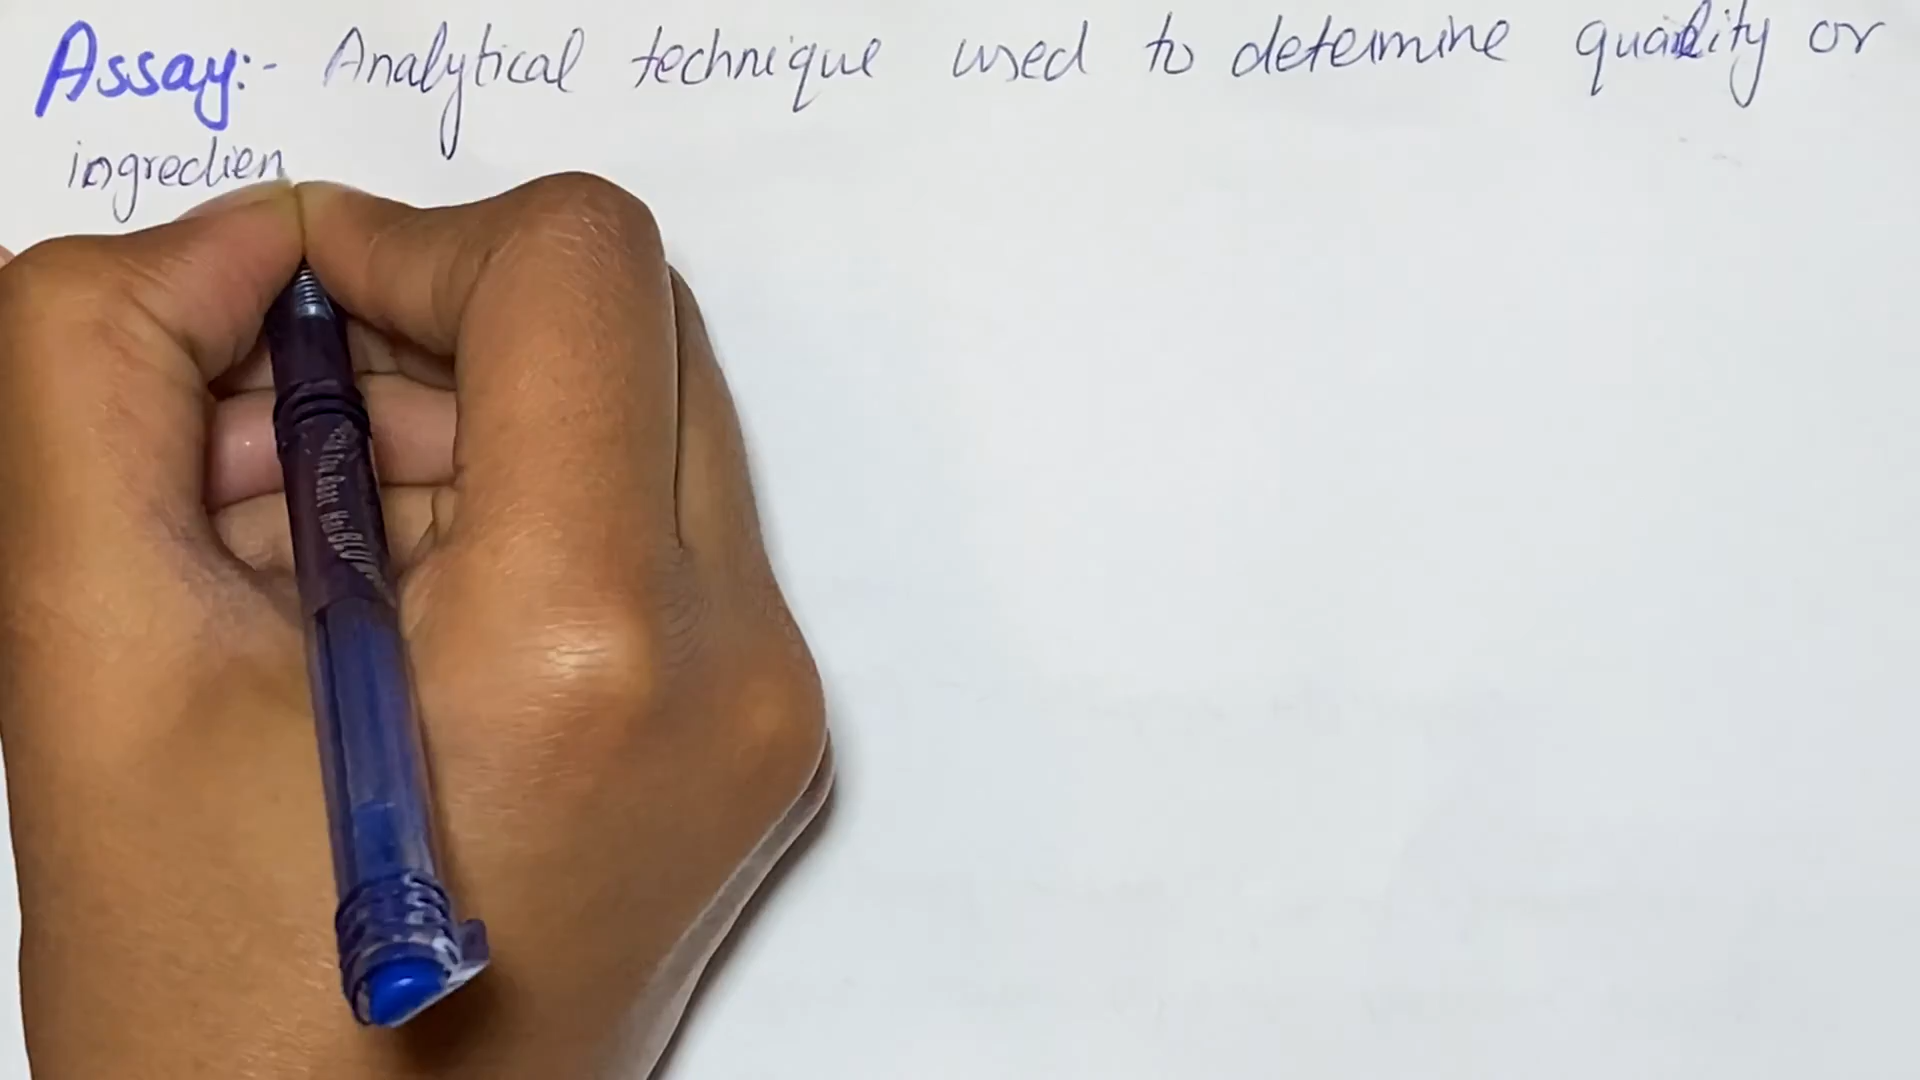 Assay:- Analytical technique used to determine quality or
ingredien